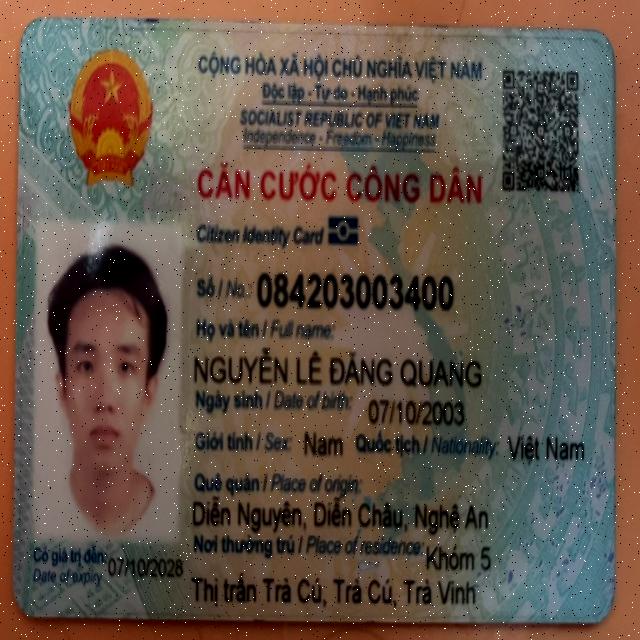 CỘNG HÒA XÃ HỘI CHỦ NGHĨA VIỆT NAM
Độc lập - Tự do - Hạnh phúc
SOCIALIST REPUBLIC OF VIET NAM
Independence - Freedom - Happiness
CĂN CƯỚC CÔNG DÂN
Citizen Identity Card
Số / No.: 084203003400
Họ và tên / Full name:
NGUYỄN LÊ ĐĂNG QUANG
Ngày sinh / Date of birth: 07/10/2003
Giới tính / Sex: Nam Quốc tịch / Nationality: Việt Nam
Quê quán / Place of origin:
Diễn Nguyên, Diễn Châu, Nghệ An
Nơi thường trú / Place of residence: Khóm 5
Thị trấn Trà Cú, Trà Cú, Trà Vinh
Có giá trị đến: 07/10/2028
Date of expiry